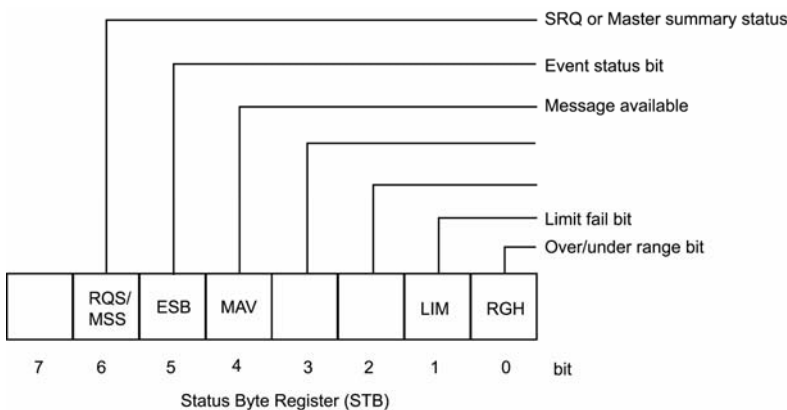 SRQ or Master summary status
Event status bit
Message available
Limit fail bit
Over/under range bit
RQS/
MSS
ESB
MAV
LIM
RGH
7 6 5 4 3 2 1 0 bit
Status Byte Register (STB)